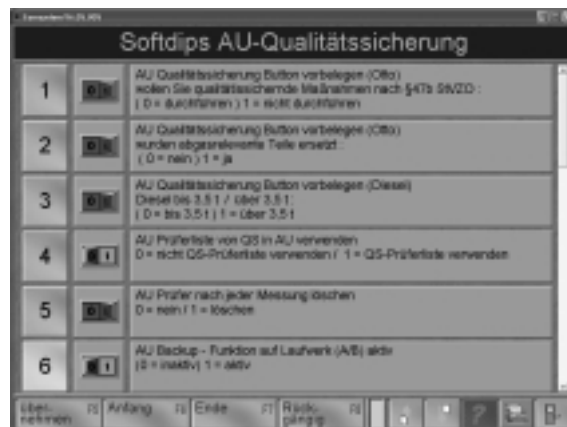 Softdips AU-Qualitätssicherung
1
AU Qualitätssicherung Button vorbelegen (Otto)
wollen Sie qualitätssichernde Maßnahmen nach §47b StVZO :
( 0 = durchführen ) 1 = nicht durchführen
2
AU Qualitätssicherung Button vorbelegen (Otto)
wurden abgasrelevante Teile ersetzt :
( 0 = nein ) 1 = ja
3
AU Qualitätssicherung Button vorbelegen (Diesel)
Diesel bis 3,5 t / über 3,5 t:
( 0 = bis 3,5 t ) 1 = über 3,5 t
4
AU Prüferliste von QS in AU verwenden
0 = nicht QS-Prüferliste verwenden / 1 = QS-Prüferliste verwenden
5
AU Prüfer nach jeder Messung löschen
0 = nein / 1 = löschen
6
AU Backup - Funktion auf Laufwerk (A/B) aktiv
(0 = inaktiv) 1 = aktiv
über-
nehmen
Anfang
Ende F7
Rück-
gängig
?